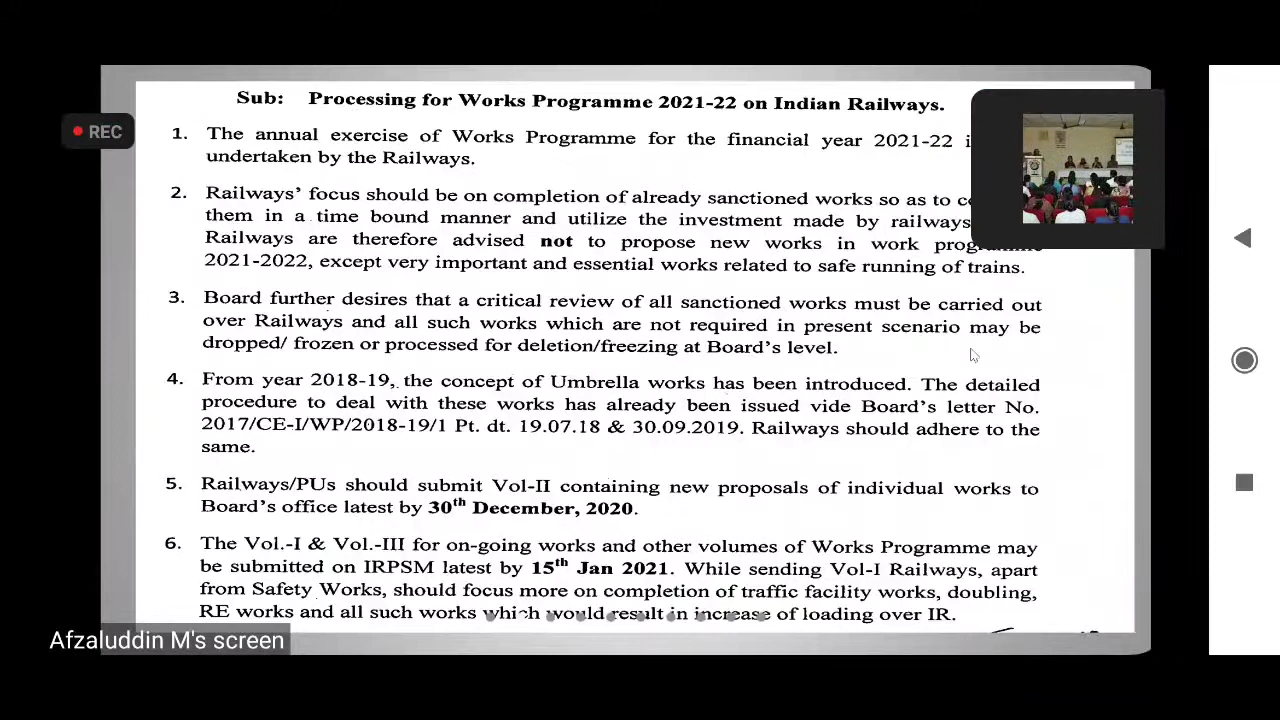 Sub: Processing for Works Programme 2021-22 on Indian Railways.
REC
1. The annual exercise of Works Programme for the financial year 2021-22
undertaken by the Railways.
2. Railways' focus should be on completion of already sanctioned works so as to
them in a time bound manner and utilize the investment made by railways
Railways are therefore advised not to propose new works in work programme
2021-2022, except very important and essential works related to safe running of trains.
3. Board further desires that a critical review of all sanctioned works must be carried out
over Railways and all such works which are not required in present scenario may be
dropped/ frozen or processed for deletion/freezing at Board's level.
4. From year 2018-19, the concept of Umbrella works has been introduced. The detailed
procedure to deal with these works has already been issued vide Board's letter No.
2017/CE-I/WP/2018-19/1 Pt. dt. 19.07.18 & 30.09.2019. Railways should adhere to the
same.
5. Railways/PUs should submit Vol-II containing new proposals of individual works to
Board's office latest by 30th December, 2020.
6. The Vol.-I & Vol.-III for on-going works and other volumes of Works Programme may
be submitted on IRPSM latest by 15th Jan 2021. While sending Vol-I Railways, apart
from Safety Works, should focus more on completion of traffic facility works, doubling,
RE works and all such works which would result in increase of loading over IR.
Afzaluddin M's screen